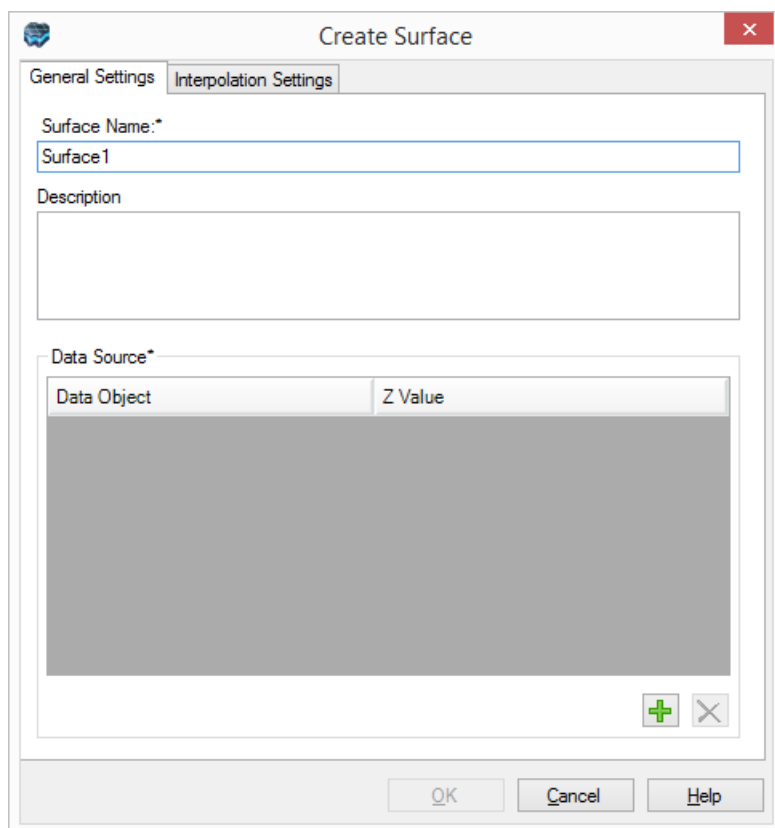 Create Surface
General Settings Interpolation Settings
Surface Name:*
Surface1
Description
Data Source*
Data Object Z Value
OK Cancel Help